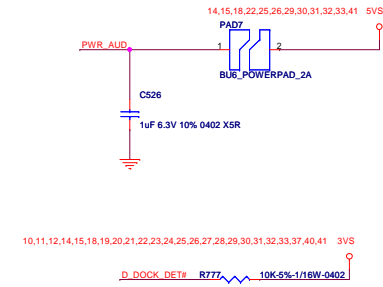 14,15,18,22,25,26,29,30,31,32,33,41 5VS
PAD7
PWR_AUD 1 2
BU6_POWERPAD_2A
C526
1uF 6.3V 10% 0402 X5R
10,11,12,14,15,18,19,20,21,22,23,24,25,26,27,28,29,30,31,32,33,37,40,41 3VS
D_DOCK_DET# R777 10K-5%-1/16W-0402